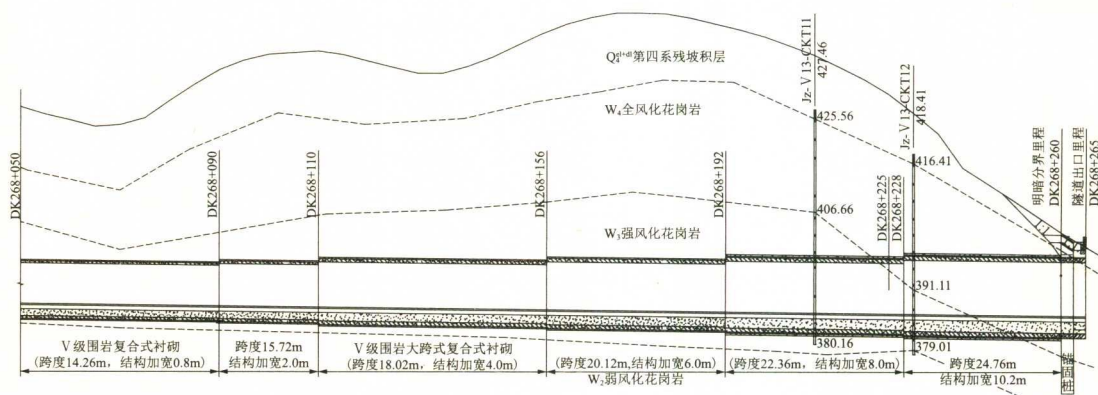 Q₄ᵉˡ⁺ᵈˡ第四系残坡积层
W₄全风化花岗岩
W₃强风化花岗岩
Jz-Ⅴ13-CKT11
427.46
Jz-Ⅴ13-CKT12
418.41
425.56
416.41
406.66
391.11
380.16
379.01
DK268+050
DK268+090
DK268+110
DK268+156
DK268+192
DK268+225
DK268+228
明暗分界里程
DK268+260
隧道出口里程
DK268+265
Ⅴ级围岩复合式衬砌
(跨度14.26m，结构加宽0.8m)
跨度15.72m
结构加宽2.0m
Ⅴ级围岩大跨式复合式衬砌
(跨度18.02m，结构加宽4.0m)
(跨度20.12m,结构加宽6.0m)
W₂弱风化花岗岩
(跨度22.36m，结构加宽8.0m)
跨度24.76m
结构加宽10.2m
锚固桩